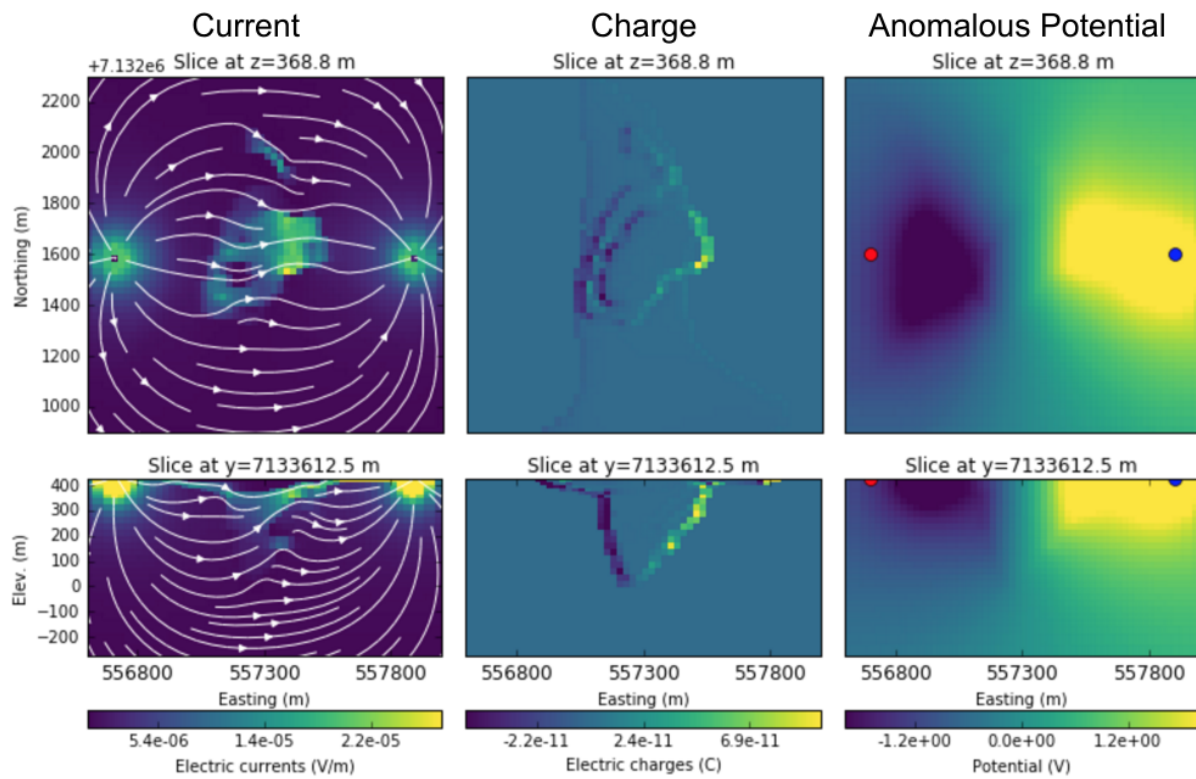 Current Charge Anomalous Potential
+7.132e6 Slice at z=368.8 m Slice at z=368.8 m Slice at z=368.8 m
2200
2000
1800
1600
1400
1200
1000
Northing (m)
Slice at y=7133612.5 m Slice at y=7133612.5 m Slice at y=7133612.5 m
400
300
200
100
0
−100
−200
Elev. (m)
556800 557300 557800 556800 557300 557800 556800 557300 557800
Easting (m) Easting (m) Easting (m)
5.4e-06 1.4e-05 2.2e-05 -2.2e-11 2.4e-11 6.9e-11 -1.2e+00 0.0e+00 1.2e+00
Electric currents (V/m) Electric charges (C) Potential (V)